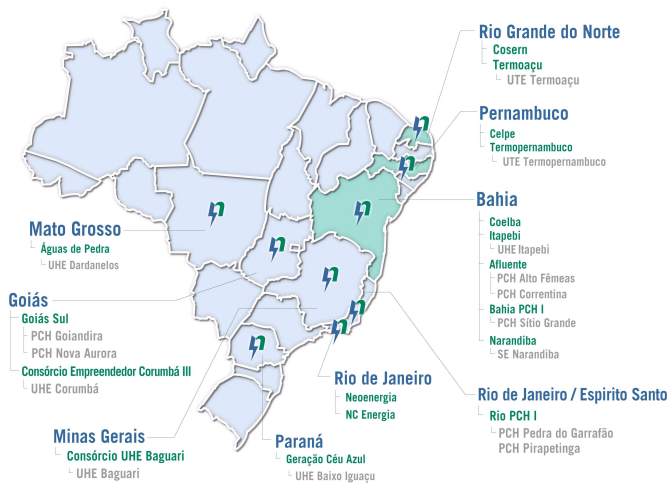 Rio Grande do Norte
Cosern
Termoaçu
UTE Termoaçu
Pernambuco
Celpe
Termopernambuco
UTE Termopernambuco
Bahia
Coelba
Itapebi
UHE Itapebi
Afluente
PCH Alto Fêmeas
PCH Correntina
Bahia PCH I
PCH Sítio Grande
Narandiba
SE Narandiba
Mato Grosso
Águas de Pedra
UHE Dardanelos
Goiás
Goiás Sul
PCH Goiandira
PCH Nova Aurora
Consórcio Empreendedor Corumbá III
UHE Corumbá
Minas Gerais
Consórcio UHE Baguari
UHE Baguari
Paraná
Geração Céu Azul
UHE Baixo Iguaçu
Rio de Janeiro
Neoenergia
NC Energia
Rio de Janeiro / Espirito Santo
Rio PCH I
PCH Pedra do Garrafão
PCH Pirapetinga